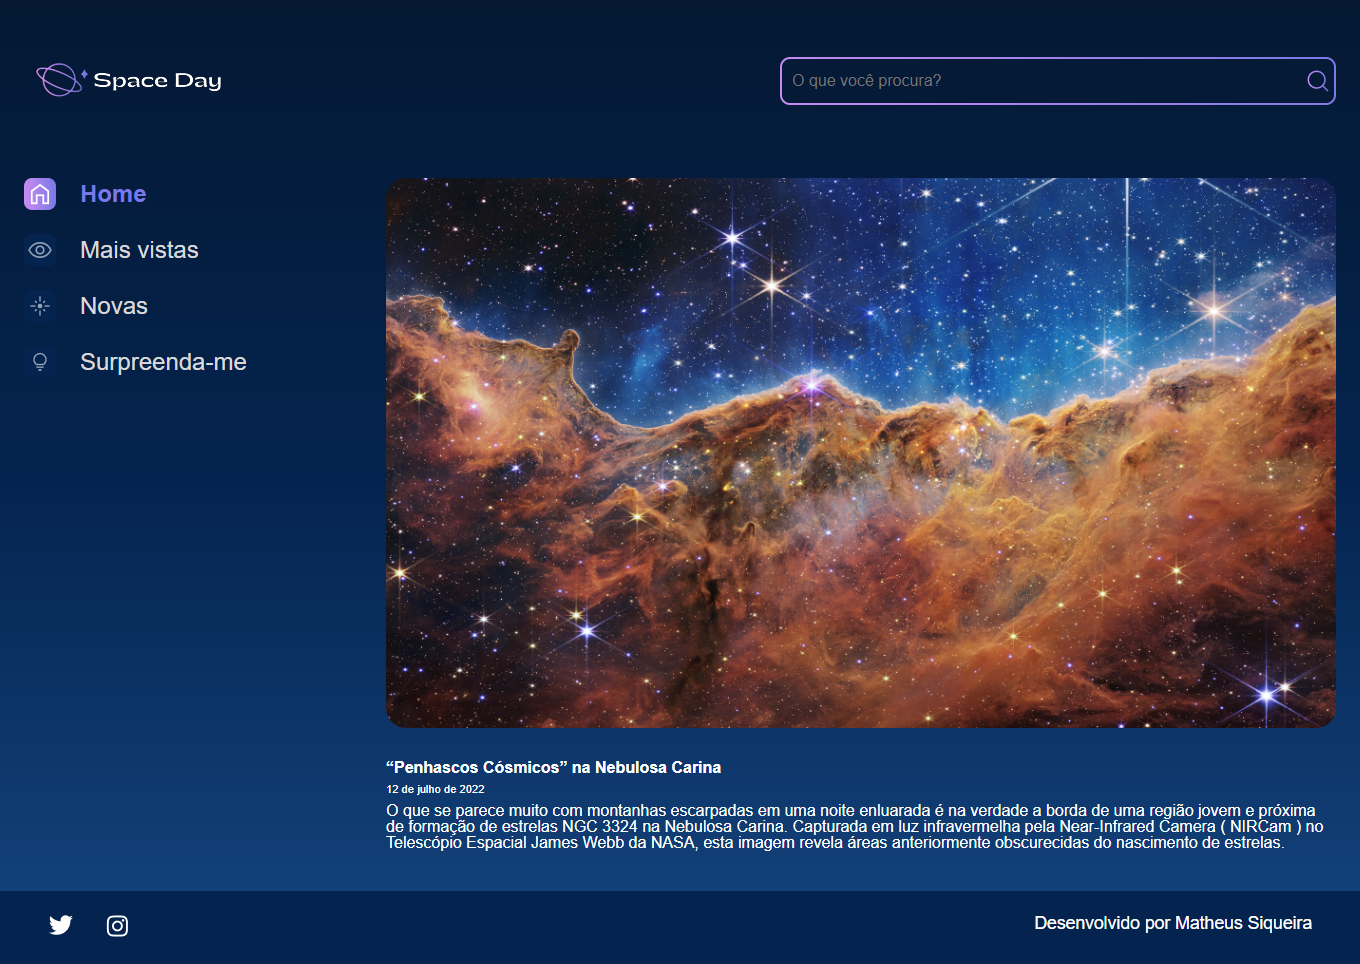 Space Day
O que você procura?
Home
Mais vistas
Novas
Surpreenda-me
“Penhascos Cósmicos” na Nebulosa Carina
12 de julho de 2022
O que se parece muito com montanhas escarpadas em uma noite enluarada é na verdade a borda de uma região jovem e próxima
de formação de estrelas NGC 3324 na Nebulosa Carina. Capturada em luz infravermelha pela Near-Infrared Camera ( NIRCam ) no
Telescópio Espacial James Webb da NASA, esta imagem revela áreas anteriormente obscurecidas do nascimento de estrelas.
Desenvolvido por Matheus Siqueira